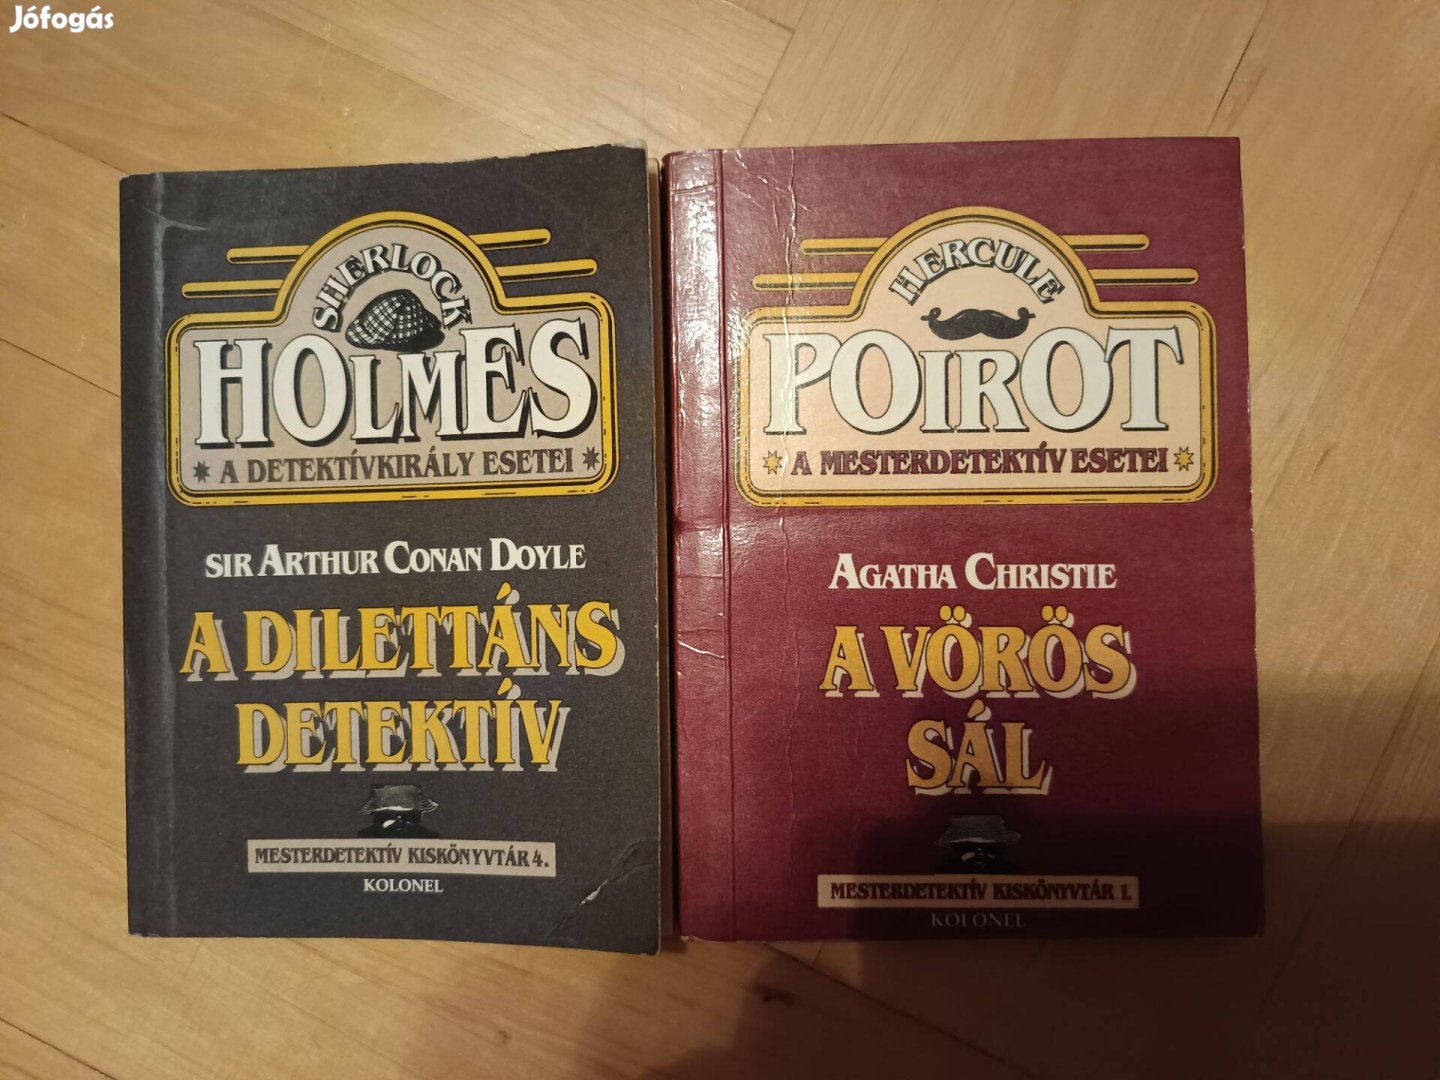 Jófogás
SHERLOCK
HOLMES
A DETEKTÍVKIRÁLY ESETEI
SIR ARTHUR CONAN DOYLE
A DILETTÁNS
DETEKTÍV
MESTERDETEKTÍV KISKÖNYVTÁR 4.
KOLONEL
HERCULE
POIROT
A MESTERDETEKTÍV ESETEI
AGATHA CHRISTIE
A VÖRÖS
SÁL
MESTERDETEKTÍV KISKÖNYVTÁR 1.
KOLONEL